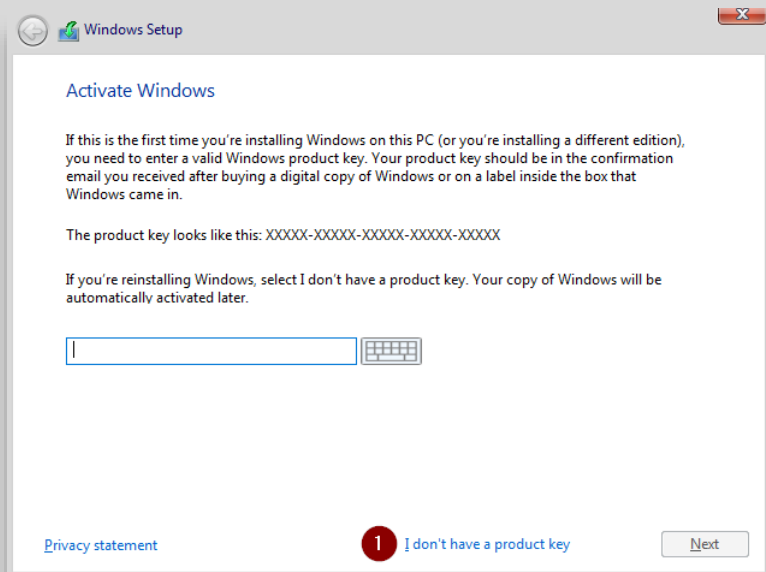 Windows Setup
Activate Windows
If this is the first time you're installing Windows on this PC (or you're installing a different edition),
you need to enter a valid Windows product key. Your product key should be in the confirmation
email you received after buying a digital copy of Windows or on a label inside the box that
Windows came in.
The product key looks like this: XXXXX-XXXXX-XXXXX-XXXXX-XXXXX
If you're reinstalling Windows, select I don't have a product key. Your copy of Windows will be
automatically activated later.
Privacy statement 1 I don't have a product key Next